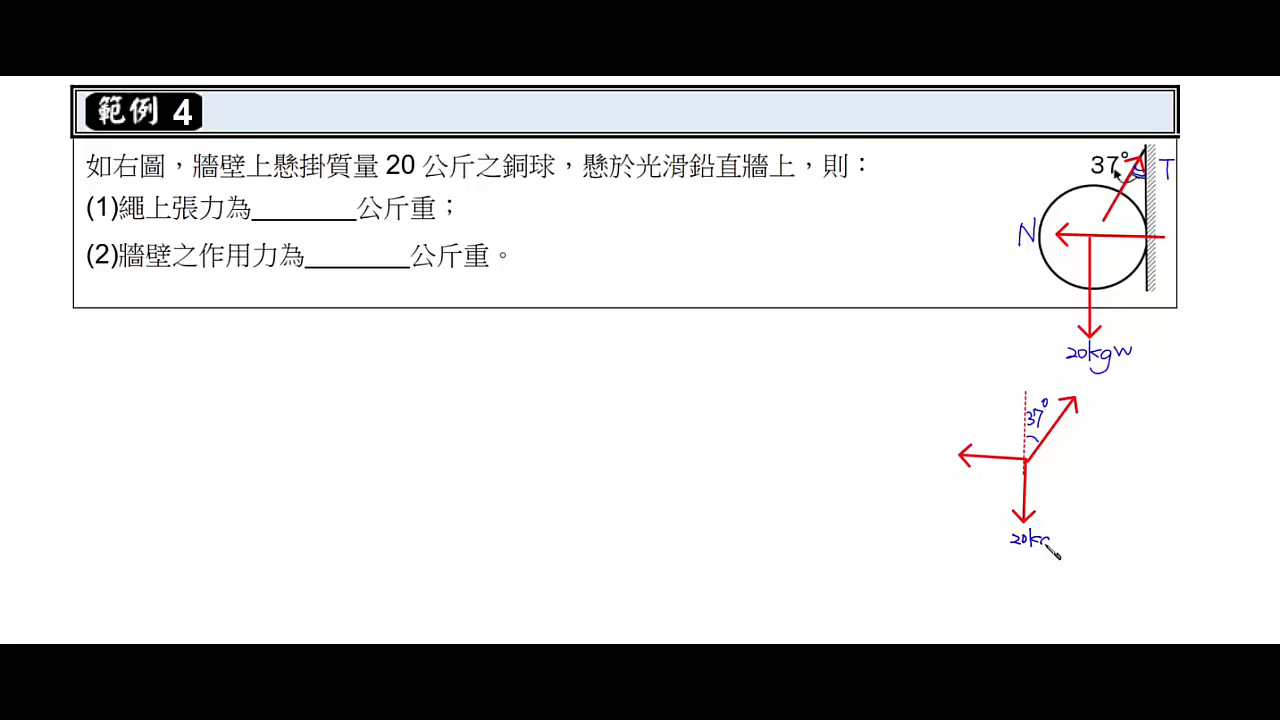 範例 4
如右圖，牆壁上懸掛質量 20 公斤之銅球，懸於光滑鉛直牆上，則：
(1)繩上張力為________公斤重；
(2)牆壁之作用力為________公斤重。
37°
T
N
20kgw
37°
20kg